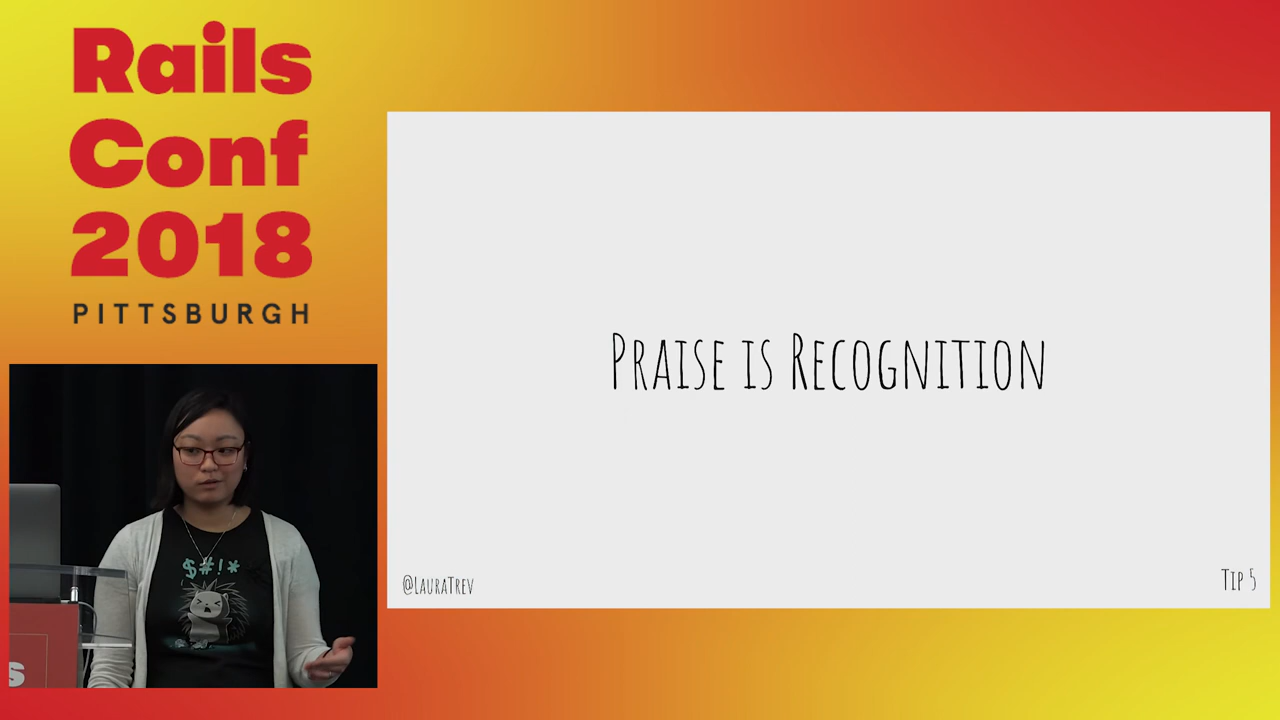 Rails
Conf
2018
PITTSBURGH
PRAISE IS RECOGNITION
$#!*
S
@LAURATREV
TIP 5